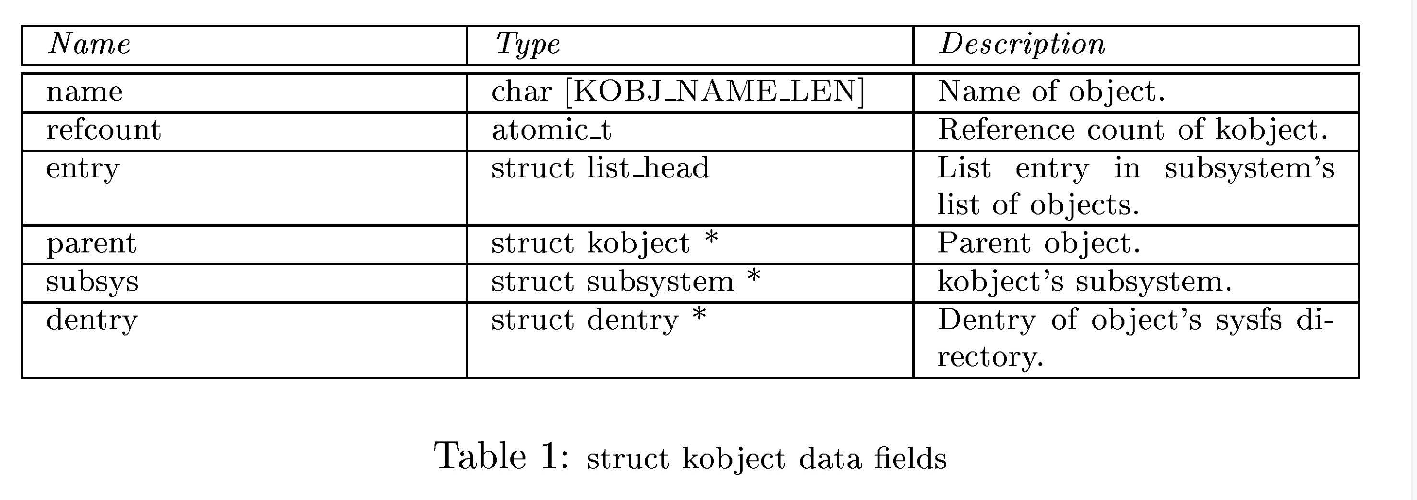 Name Type Description
name char [KOBJ_NAME_LEN] Name of object.
refcount atomic_t Reference count of kobject.
entry struct list_head List entry in subsystem's
list of objects.
parent struct kobject * Parent object.
subsys struct subsystem * kobject's subsystem.
dentry struct dentry * Dentry of object's sysfs di-
rectory.
Table 1: struct kobject data fields